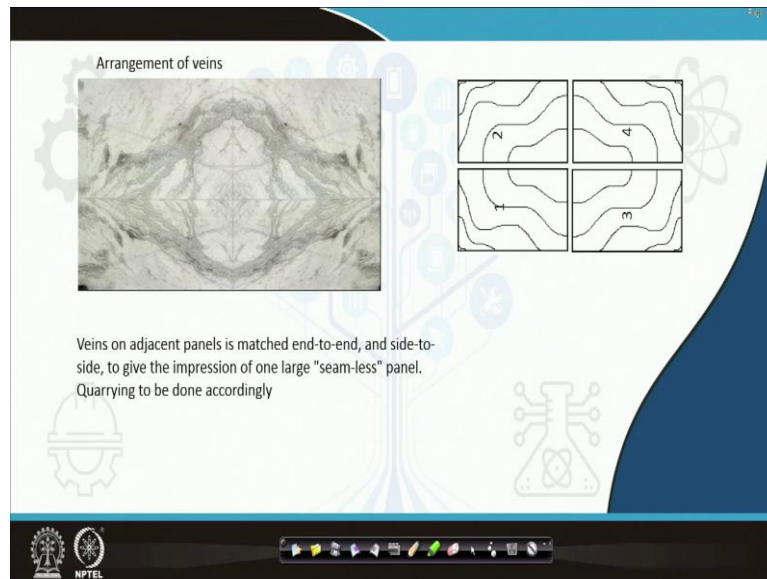 Arrangement of veins
2
4
1
3
Veins on adjacent panels is matched end-to-end, and side-to-
side, to give the impression of one large "seam-less" panel.
Quarrying to be done accordingly
NPTEL